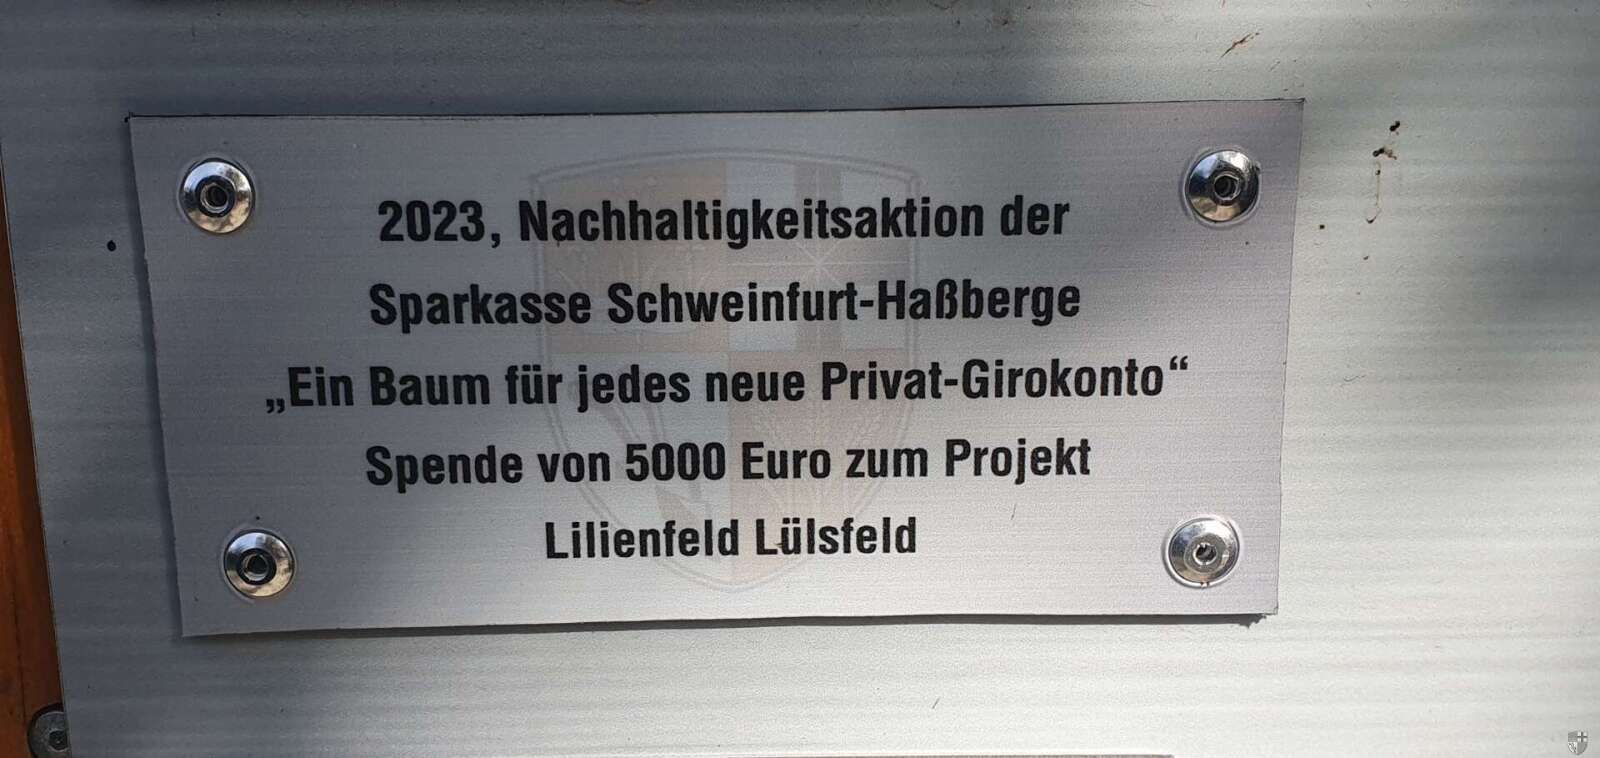 2023, Nachhaltigkeitsaktion der
Sparkasse Schweinfurt-Haßberge
„Ein Baum für jedes neue Privat-Girokonto“
Spende von 5000 Euro zum Projekt
Lilienfeld Lülsfeld